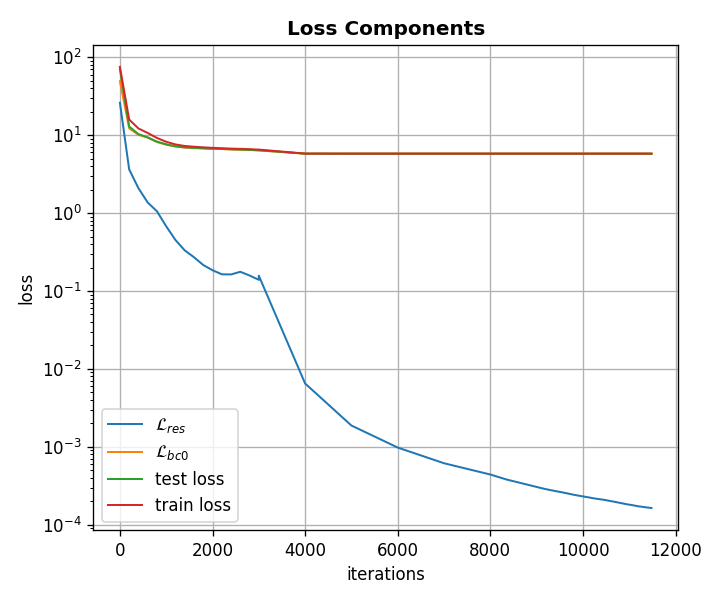 Loss Components
loss
10²
10¹
10⁰
10⁻¹
10⁻²
10⁻³
10⁻⁴
ℒ_res
ℒ_bc0
test loss
train loss
0 2000 4000 6000 8000 10000 12000
iterations